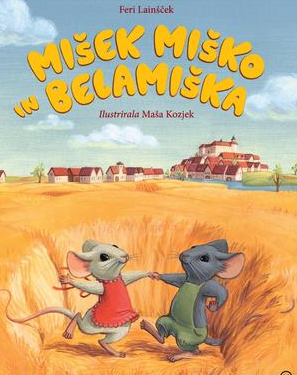 Feri Lainšček
MIŠEK MIŠKO
IN BELAMIŠKA
Ilustrirala Maša Kozjek